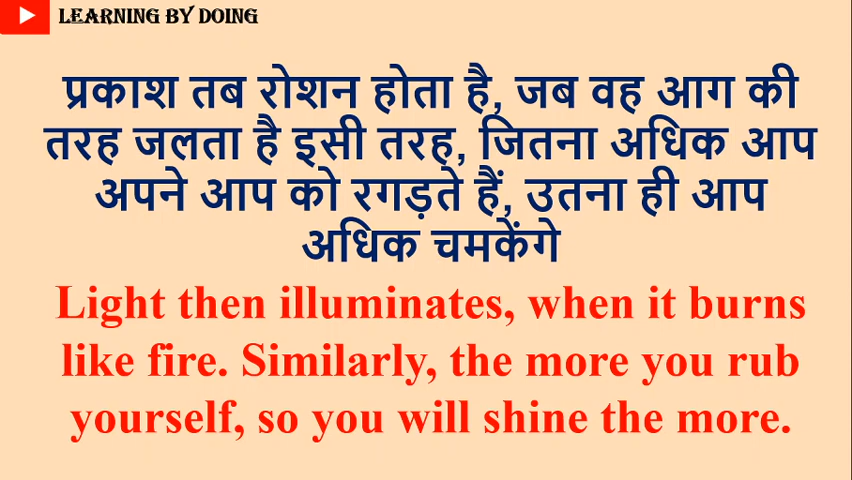 LEARNING BY DOING
प्रकाश तब रोशन होता है, जब वह आग की
तरह जलता है इसी तरह, जितना अधिक आप
अपने आप को रगड़ते हैं, उतना ही आप
अधिक चमकेंगे
Light then illuminates, when it burns
like fire. Similarly, the more you rub
yourself, so you will shine the more.